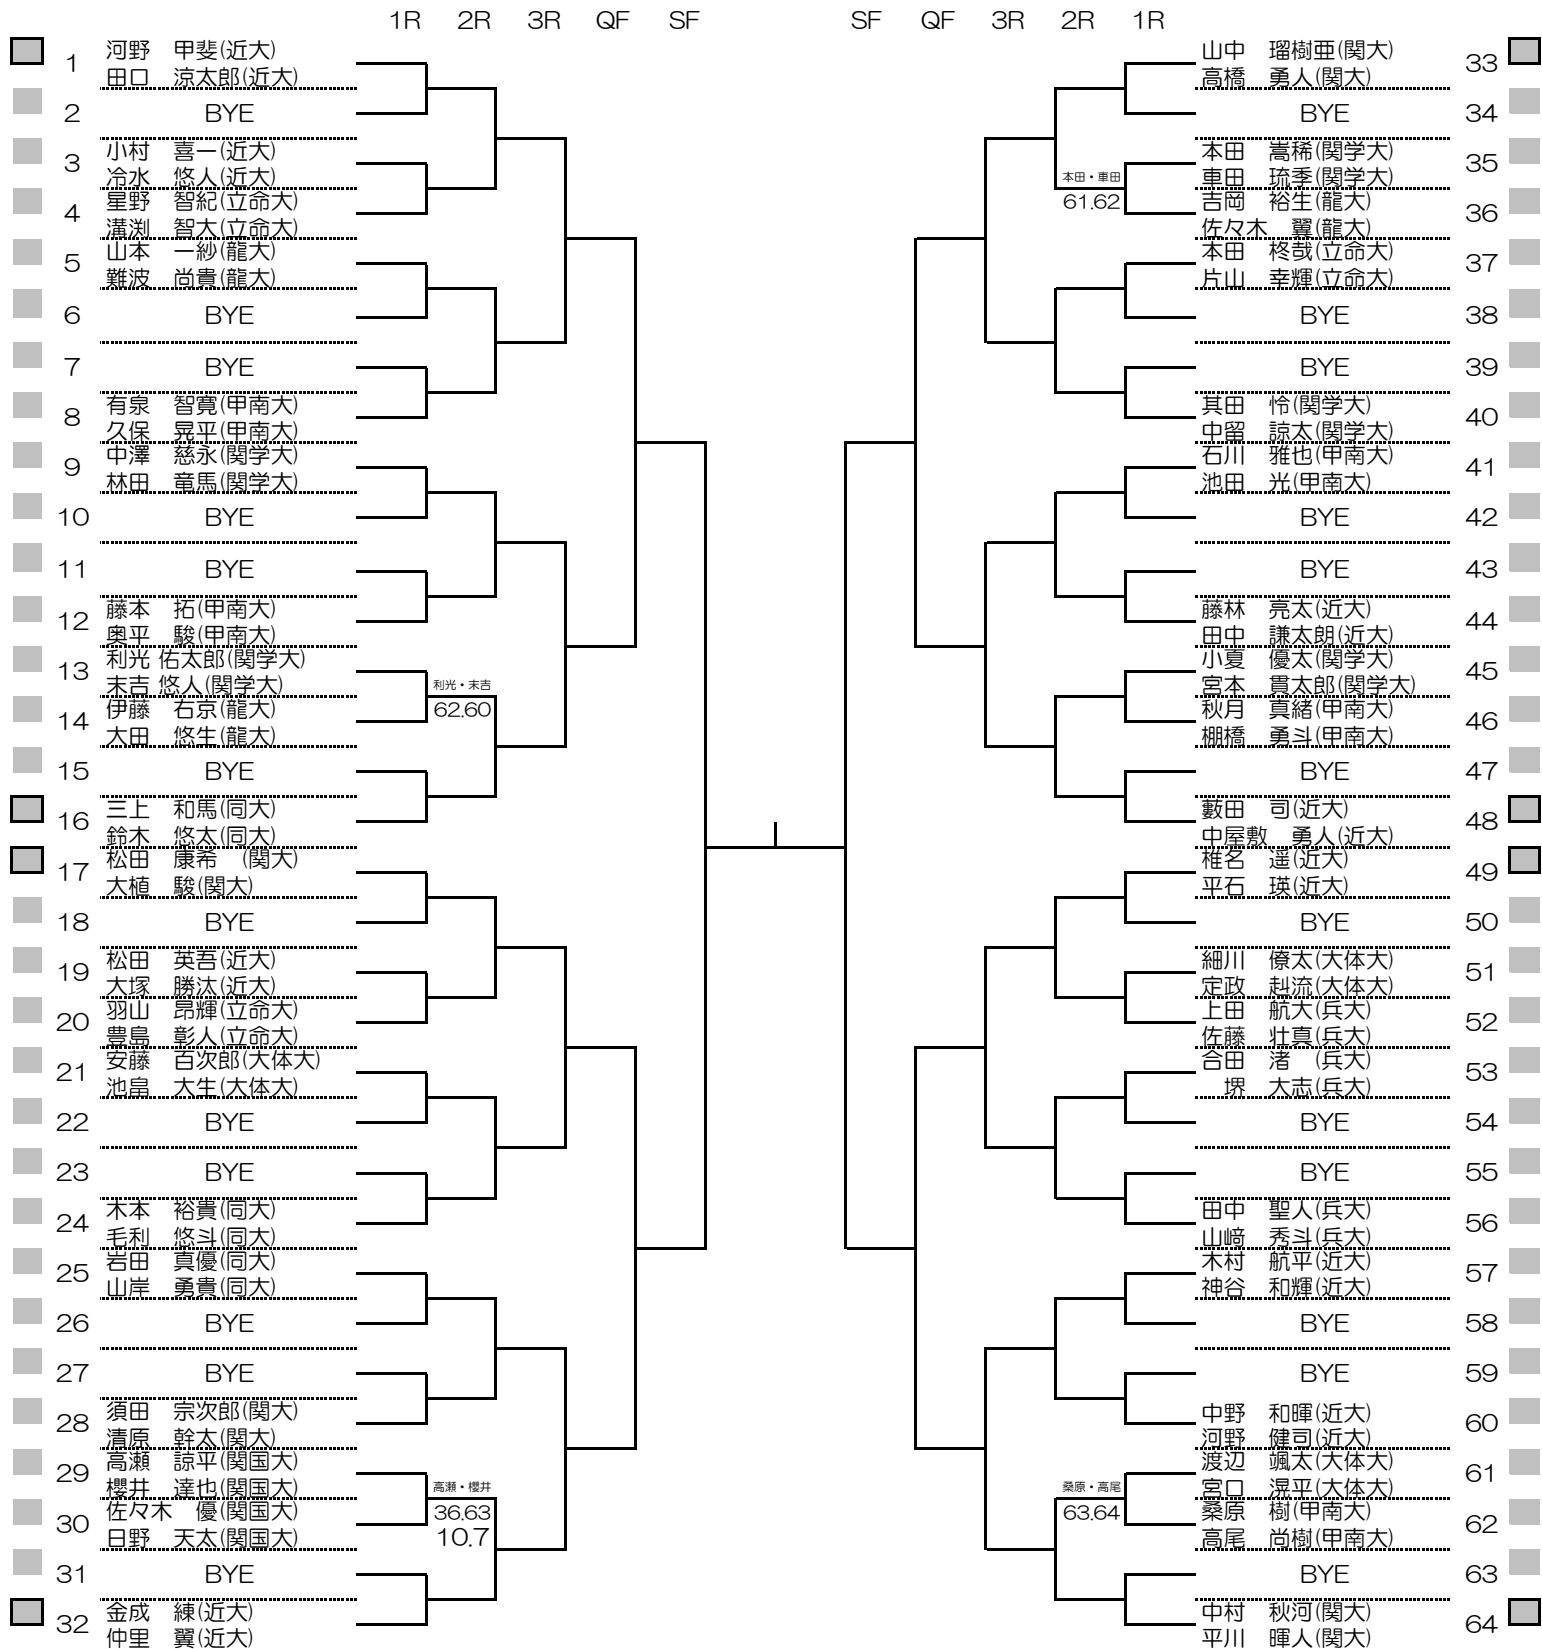 1R 2R 3R QF SF
SF QF 3R 2R 1R
1
河野 甲斐(近大)
田口 涼太郎(近大)
2 BYE
3
小村 喜一(近大)
冷水 悠人(近大)
4
星野 智紀(立命大)
溝渕 智大(立命大)
5
山本 一紗(龍大)
難波 尚貴(龍大)
6 BYE
7 BYE
8
有泉 智寛(甲南大)
久保 晃平(甲南大)
9
中澤 慈永(関学大)
林田 竜馬(関学大)
10 BYE
11 BYE
12
藤本 拓(甲南大)
奥平 駿(甲南大)
13
利光 佑太郎(関学大)
末吉 悠人(関学大)
利光・末吉
62.60
14
伊藤 右京(龍大)
大田 悠生(龍大)
15 BYE
16
三上 和馬(同大)
鈴木 悠太(同大)
17
松田 康希 (関大)
大植 駿(関大)
18 BYE
19
松田 英吾(近大)
大塚 勝汰(近大)
20
羽山 昂輝(立命大)
豊島 彰人(立命大)
21
安藤 百次郎(大体大)
池畠 大生(大体大)
22 BYE
23 BYE
24
木本 裕貴(同大)
毛利 悠斗(同大)
25
岩田 真優(同大)
山岸 勇貴(同大)
26 BYE
27 BYE
28
須田 宗次郎(関大)
清原 幹太(関大)
29
高瀬 諒平(関国大)
櫻井 達也(関国大)
高瀬・櫻井
36.63
10.7
30
佐々木 優(関国大)
日野 天太(関国大)
31 BYE
32
金成 練(近大)
仲里 翼(近大)
山中 瑠樹亜(関大)
高橋 勇人(関大)
33
BYE 34
本田 嵩稀(関学大)
車田 琉季(関学大)
35
本田・車田
61.62
吉岡 裕生(龍大)
佐々木 翼(龍大)
36
本田 柊哉(立命大)
片山 幸輝(立命大)
37
BYE 38
BYE 39
其田 怜(関学大)
中留 諒太(関学大)
40
石川 雅也(甲南大)
池田 光(甲南大)
41
BYE 42
BYE 43
藤林 亮太(近大)
田中 謙太朗(近大)
44
小夏 優太(関学大)
宮本 貫太郎(関学大)
45
秋月 真緒(甲南大)
棚橋 勇斗(甲南大)
46
BYE 47
藪田 司(近大)
中屋敷 勇人(近大)
48
椎名 遥(近大)
平石 瑛(近大)
49
BYE 50
細川 僚太(大体大)
定政 赳流(大体大)
51
上田 航大(兵大)
佐藤 壮真(兵大)
52
合田 渚 (兵大)
堺 大志(兵大)
53
BYE 54
BYE 55
田中 聖人(兵大)
山﨑 秀斗(兵大)
56
木村 航平(近大)
神谷 和輝(近大)
57
BYE 58
BYE 59
中野 和暉(近大)
河野 健司(近大)
60
渡辺 颯太(大体大)
宮口 滉平(大体大)
61
桑原・高尾
63.64
桑原 樹(甲南大)
高尾 尚樹(甲南大)
62
BYE 63
中村 秋河(関大)
平川 暉人(関大)
64